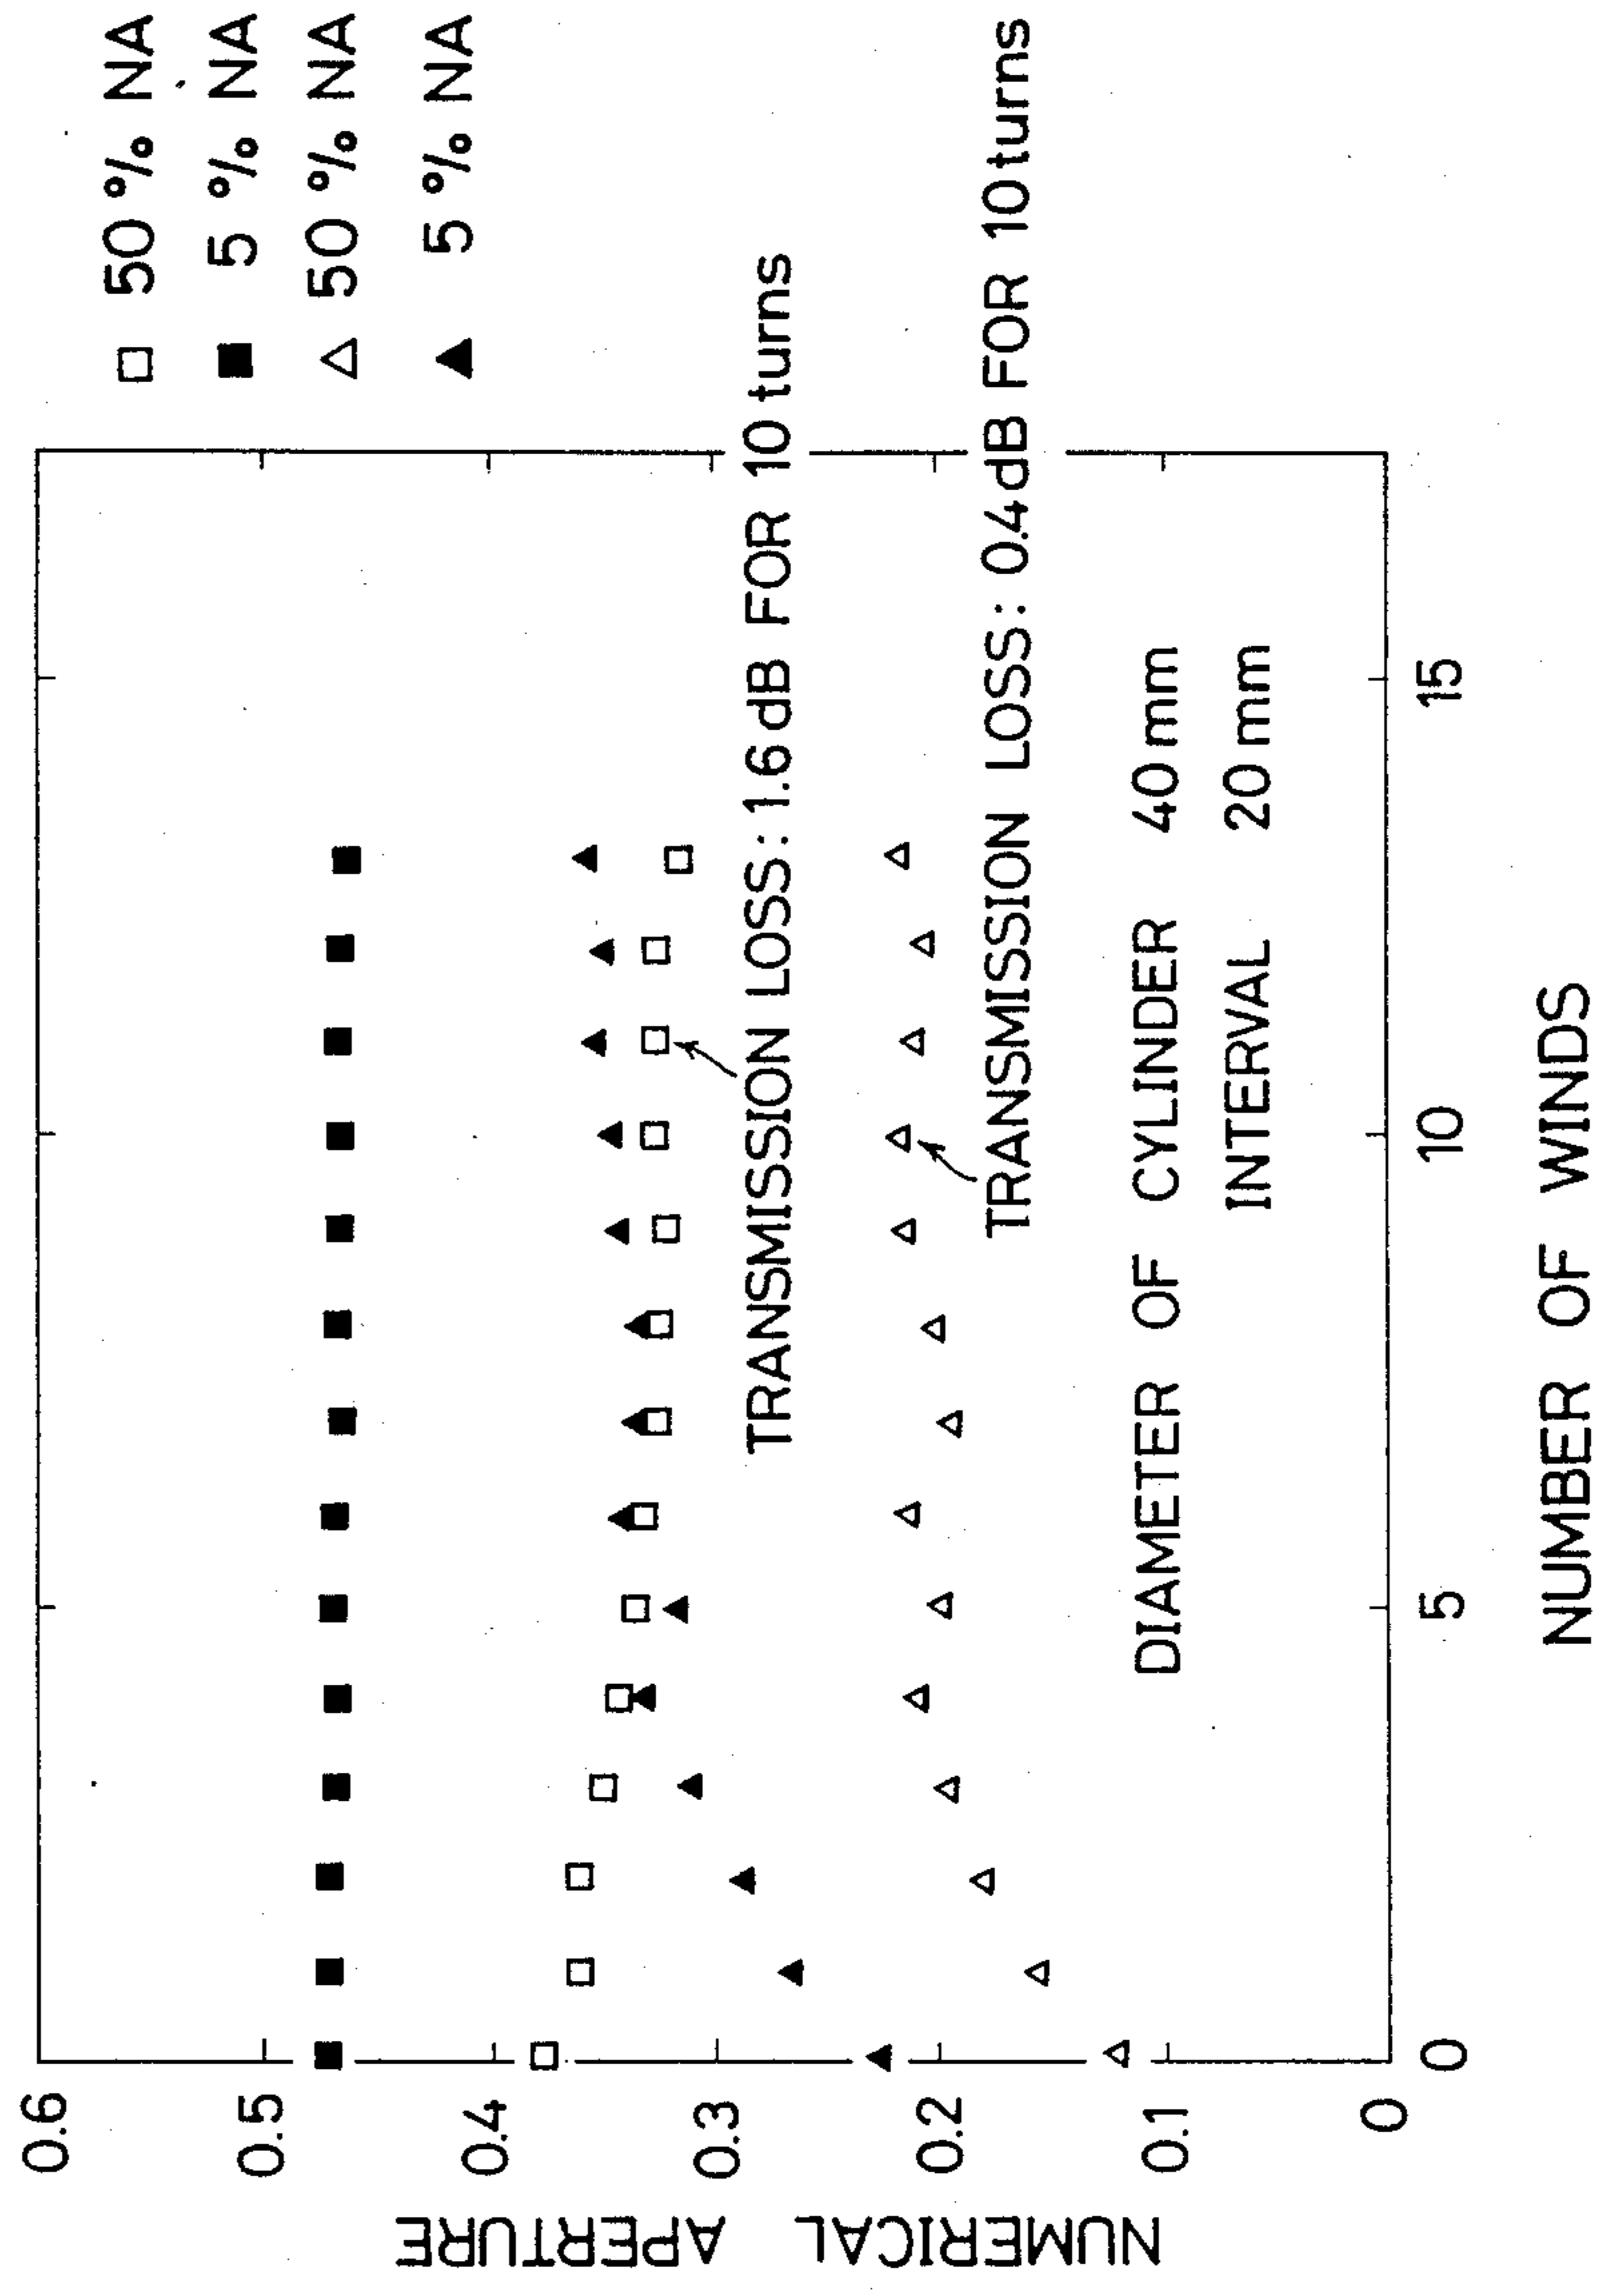 □ 50 % NA
■ 5 % NA
△ 50 % NA
▲ 5 % NA
NUMERICAL APERTURE
0.6
0.5
0.4
0.3
0.2
0.1
0
TRANSMISSION LOSS: 1.6 dB FOR 10 turns
TRANSMISSION LOSS: 0.4 dB FOR 10 turns
DIAMETER OF CYLINDER 40 mm
INTERVAL 20 mm
0 5 10 15
NUMBER OF WINDS